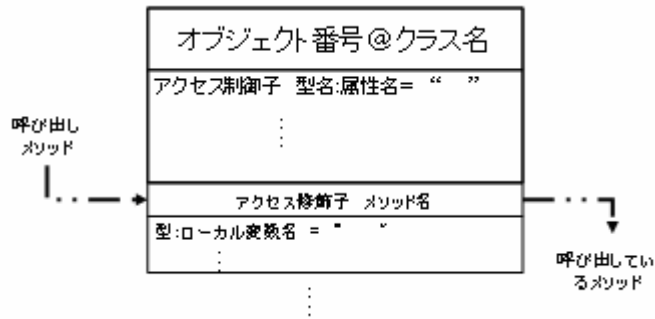 オブジェクト番号@クラス名
アクセス制御子 型名:属性名= “ ”
呼び出し
メソッド
アクセス修飾子 メソッド名
型:ローカル変数名 = " "
呼び出してい
るメソッド